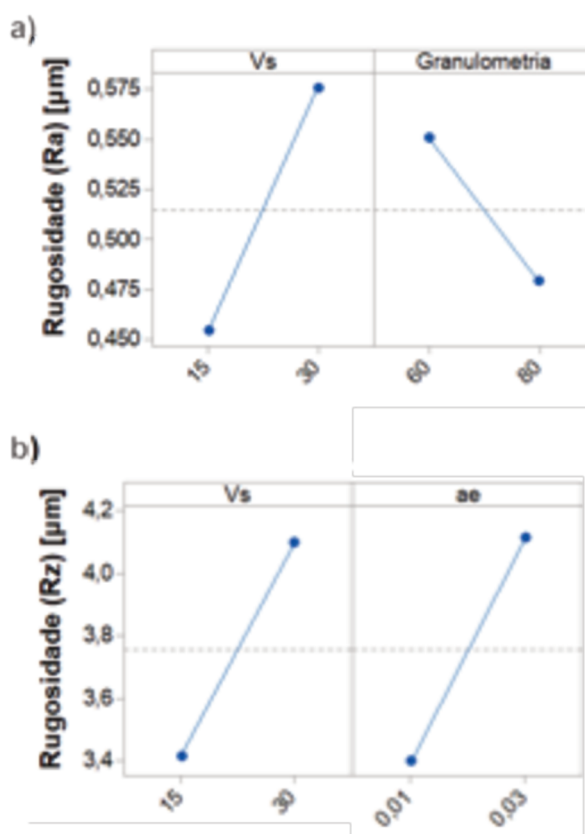 a)
Vs Granulometria
Rugosidade (Ra) [µm]
0,575
0,550
0,525
0,500
0,475
0,450
15 30 60 80
b)
Vs ae
Rugosidade (Rz) [µm]
4,2
4,0
3,8
3,6
3,4
15 30 0,01 0,03